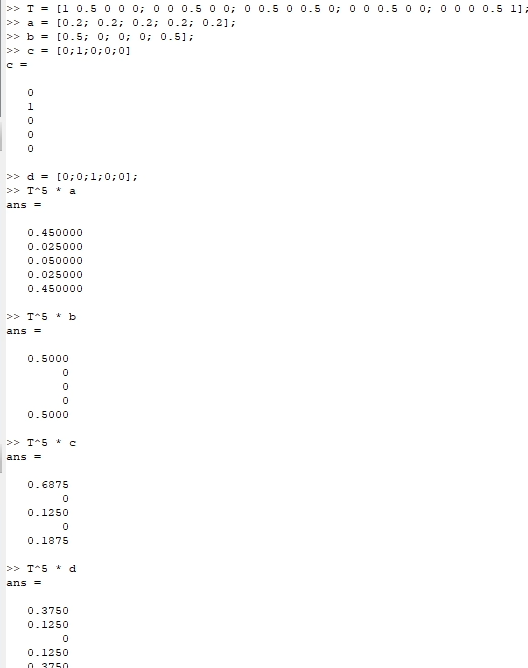 >> T = [1 0.5 0 0 0; 0 0 0.5 0 0; 0 0.5 0 0.5 0; 0 0 0.5 0 0; 0 0 0 0.5 1];
>> a = [0.2; 0.2; 0.2; 0.2; 0.2];
>> b = [0.5; 0; 0; 0; 0.5];
>> c = [0;1;0;0;0]
c =
0
1
0
0
0
>> d = [0;0;1;0;0];
>> T^5 * a
ans =
0.450000
0.025000
0.050000
0.025000
0.450000
>> T^5 * b
ans =
0.5000
0
0
0
0.5000
>> T^5 * c
ans =
0.6875
0
0.1250
0
0.1875
>> T^5 * d
ans =
0.3750
0.1250
0
0.1250
0.3750